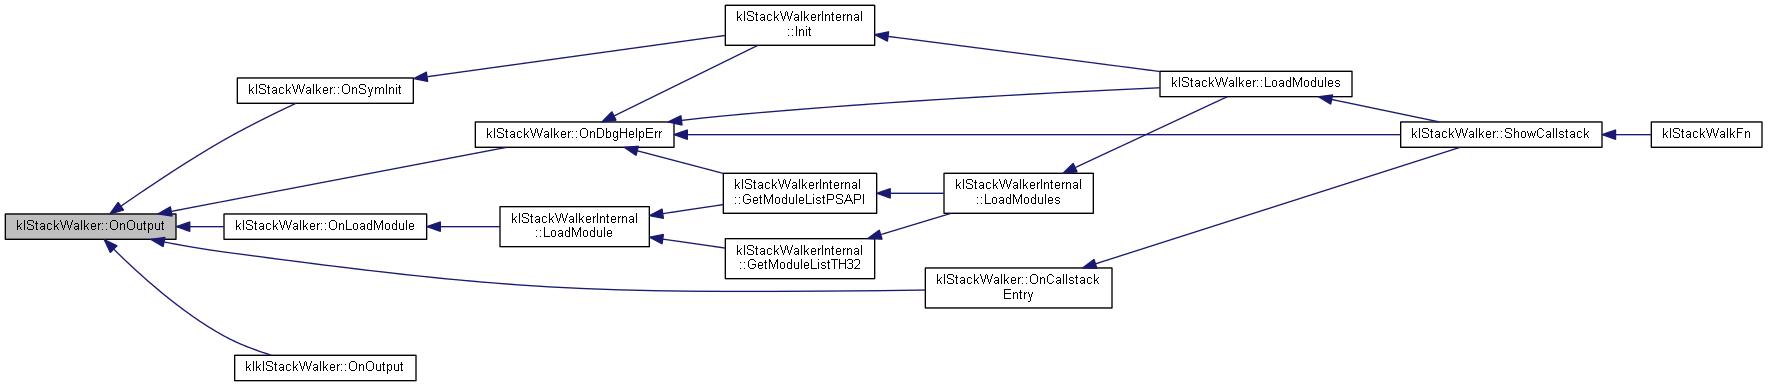 klStackWalkerInternal
::Init
klStackWalker::OnSymInit
klStackWalker::LoadModules
klStackWalker::OnDbgHelpErr
klStackWalker::ShowCallstack
klStackWalkFn
klStackWalkerInternal
::GetModuleListPSAPI
klStackWalkerInternal
::LoadModules
klStackWalker::OnOutput
klStackWalker::OnLoadModule
klStackWalkerInternal
::LoadModule
klStackWalkerInternal
::GetModuleListTH32
klStackWalker::OnCallstack
Entry
klklStackWalker::OnOutput